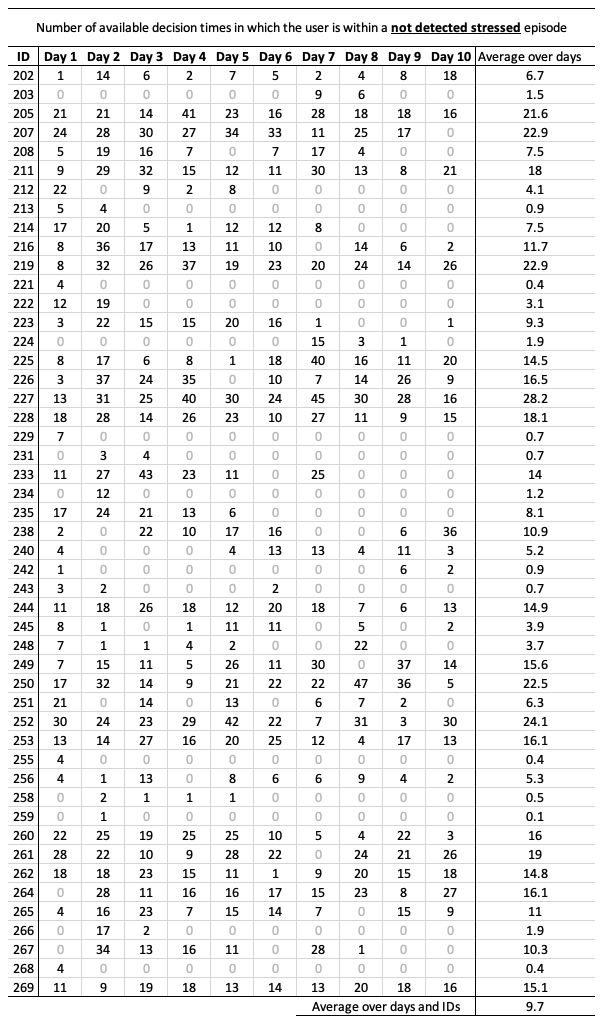 Number of available decision times in which the user is within a not detected stressed episode
ID Day 1 Day 2 Day 3 Day 4 Day 5 Day 6 Day 7 Day 8 Day 9 Day 10 Average over days
202 1 14 6 2 7 5 2 4 8 18 6.7
203 0 0 0 0 0 0 9 6 0 0 1.5
205 21 21 14 41 23 16 28 18 18 16 21.6
207 24 28 30 27 34 33 11 25 17 0 22.9
208 5 19 16 7 0 7 17 4 0 0 7.5
211 9 29 32 15 12 11 30 13 8 21 18
212 22 0 9 2 8 0 0 0 0 0 4.1
213 5 4 0 0 0 0 0 0 0 0 0.9
214 17 20 5 1 12 12 8 0 0 0 7.5
216 8 36 17 13 11 10 0 14 6 2 11.7
219 8 32 26 37 19 23 20 24 14 26 22.9
221 4 0 0 0 0 0 0 0 0 0 0.4
222 12 19 0 0 0 0 0 0 0 0 3.1
223 3 22 15 15 20 16 1 0 0 1 9.3
224 0 0 0 0 0 0 15 3 1 0 1.9
225 8 17 6 8 1 18 40 16 11 20 14.5
226 3 37 24 35 0 10 7 14 26 9 16.5
227 13 31 25 40 30 24 45 30 28 16 28.2
228 18 28 14 26 23 10 27 11 9 15 18.1
229 7 0 0 0 0 0 0 0 0 0 0.7
231 0 3 4 0 0 0 0 0 0 0 0.7
233 11 27 43 23 11 0 25 0 0 0 14
234 0 12 0 0 0 0 0 0 0 0 1.2
235 17 24 21 13 6 0 0 0 0 0 8.1
238 2 0 22 10 17 16 0 0 6 36 10.9
240 4 0 0 0 4 13 13 4 11 3 5.2
242 1 0 0 0 0 0 0 0 6 2 0.9
243 3 2 0 0 0 2 0 0 0 0 0.7
244 11 18 26 18 12 20 18 7 6 13 14.9
245 8 1 0 1 11 11 0 5 0 2 3.9
248 7 1 1 4 2 0 0 22 0 0 3.7
249 7 15 11 5 26 11 30 0 37 14 15.6
250 17 32 14 9 21 22 22 47 36 5 22.5
251 21 0 14 0 13 0 6 7 2 0 6.3
252 30 24 23 29 42 22 7 31 3 30 24.1
253 13 14 27 16 20 25 12 4 17 13 16.1
255 4 0 0 0 0 0 0 0 0 0 0.4
256 4 1 13 0 8 6 6 9 4 2 5.3
258 0 2 1 1 1 0 0 0 0 0 0.5
259 0 1 0 0 0 0 0 0 0 0 0.1
260 22 25 19 25 25 10 5 4 22 3 16
261 28 22 10 9 28 22 0 24 21 26 19
262 18 18 23 15 11 1 9 20 15 18 14.8
264 0 28 11 16 16 17 15 23 8 27 16.1
265 4 16 23 7 15 14 7 0 15 9 11
266 0 17 2 0 0 0 0 0 0 0 1.9
267 0 34 13 16 11 0 28 1 0 0 10.3
268 4 0 0 0 0 0 0 0 0 0 0.4
269 11 9 19 18 13 14 13 20 18 16 15.1
Average over days and IDs 9.7